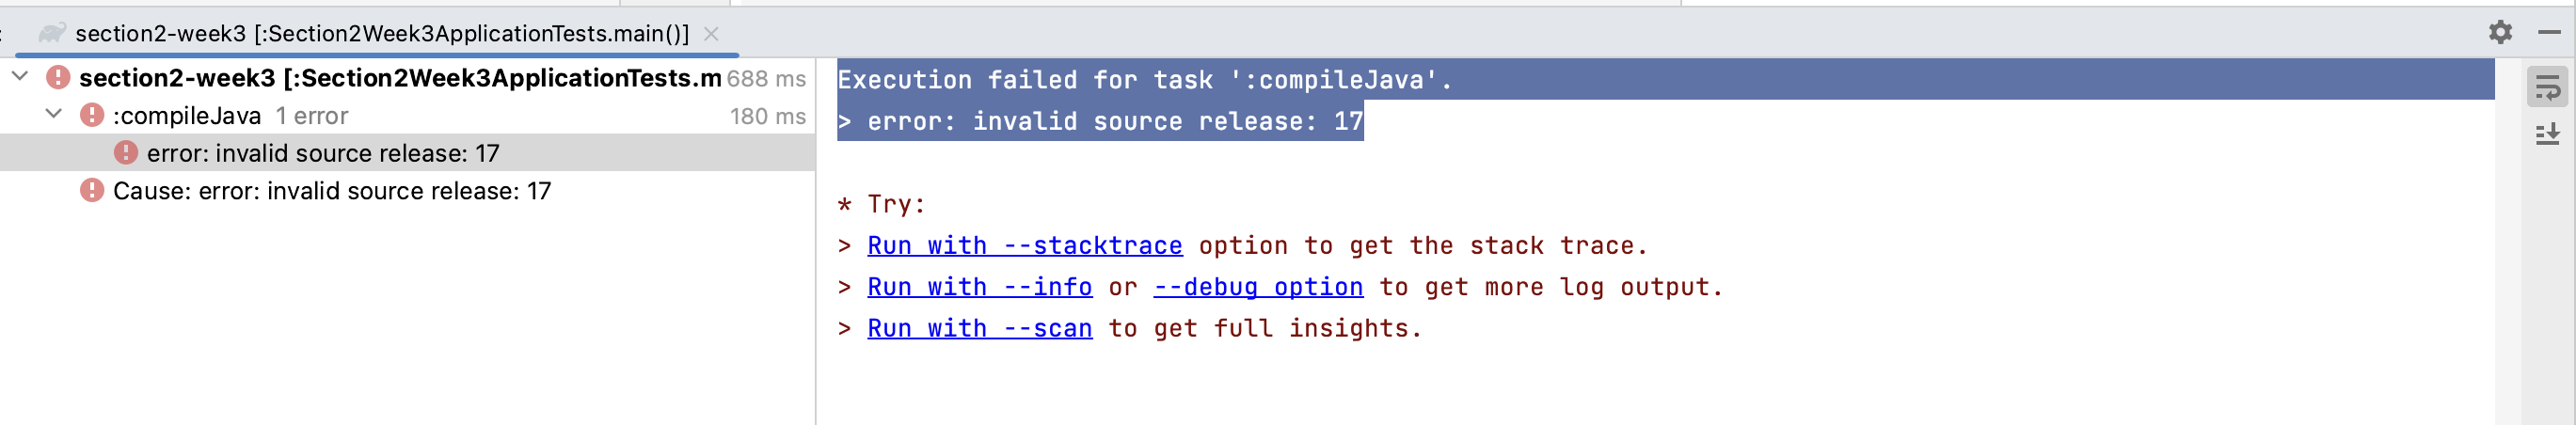 : section2-week3 [:Section2Week3ApplicationTests.main()]
section2-week3 [:Section2Week3ApplicationTests.m 688 ms
:compileJava 1 error 180 ms
error: invalid source release: 17
Cause: error: invalid source release: 17
Execution failed for task ':compileJava'.
> error: invalid source release: 17
* Try:
> Run with --stacktrace option to get the stack trace.
> Run with --info or --debug option to get more log output.
> Run with --scan to get full insights.